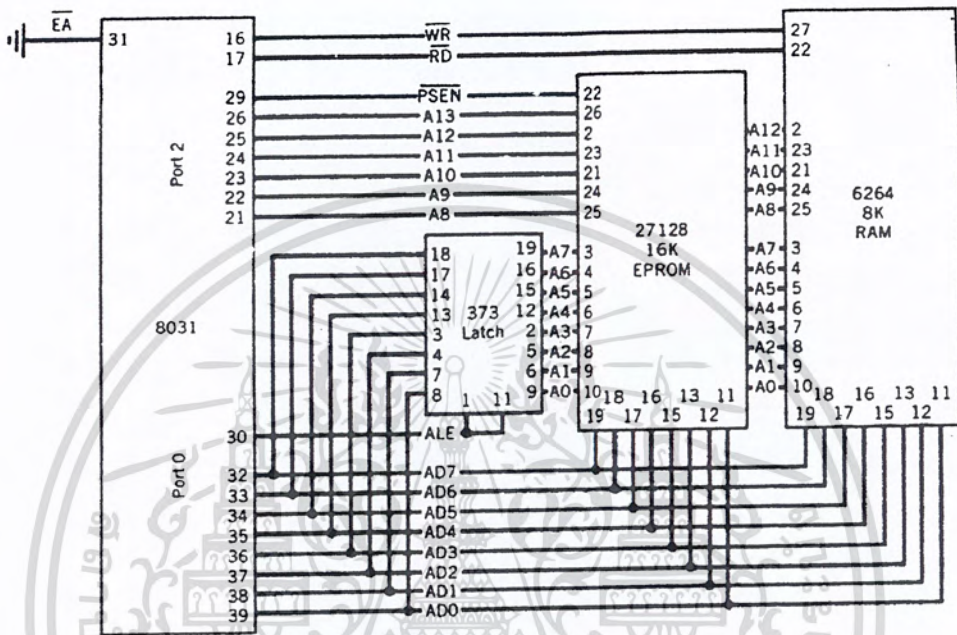 EA
31
16
WR
27
17
RD
22
29
PSEN
22
26
A13
26
25
A12
2
A12
2
24
A11
23
A11
23
23
A10
21
A10
21
22
A9
24
A9
24
21
A8
25
A8
25
Port 2
6264
8K
RAM
27128
16K
EPROM
18
19
A7
3
A7
3
17
16
A6
4
A6
4
14
15
A5
5
A5
5
13
12
A4
6
A4
6
3
373
Latch
2
A3
7
A3
7
4
5
A2
8
A2
8
7
6
A1
9
A1
9
8
9
A0
10
A0
10
1
11
8031
18
16
13
11
19
17
15
12
18
16
13
11
19
17
15
12
30
ALE
Port 0
32
AD7
33
AD6
34
AD5
35
AD4
36
AD3
37
AD2
38
AD1
39
AD0